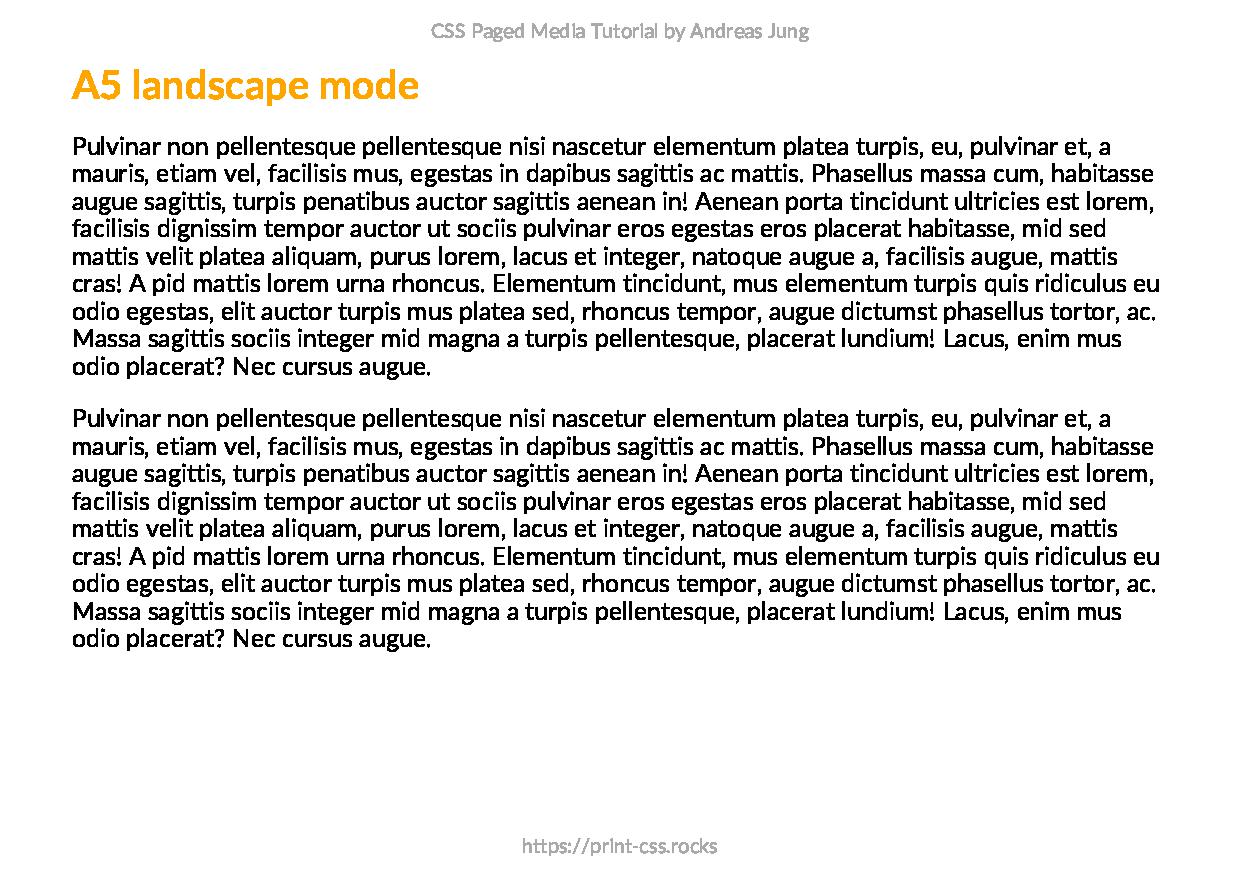 CSS Paged Media Tutorial by Andreas Jung
A5 landscape mode
Pulvinar non pellentesque pellentesque nisi nascetur elementum platea turpis, eu, pulvinar et, a
mauris, etiam vel, facilisis mus, egestas in dapibus sagittis ac mattis. Phasellus massa cum, habitasse
augue sagittis, turpis penatibus auctor sagittis aenean in! Aenean porta tincidunt ultricies est lorem,
facilisis dignissim tempor auctor ut sociis pulvinar eros egestas eros placerat habitasse, mid sed
mattis velit platea aliquam, purus lorem, lacus et integer, natoque augue a, facilisis augue, mattis
cras! A pid mattis lorem urna rhoncus. Elementum tincidunt, mus elementum turpis quis ridiculus eu
odio egestas, elit auctor turpis mus platea sed, rhoncus tempor, augue dictumst phasellus tortor, ac.
Massa sagittis sociis integer mid magna a turpis pellentesque, placerat lundium! Lacus, enim mus
odio placerat? Nec cursus augue.
Pulvinar non pellentesque pellentesque nisi nascetur elementum platea turpis, eu, pulvinar et, a
mauris, etiam vel, facilisis mus, egestas in dapibus sagittis ac mattis. Phasellus massa cum, habitasse
augue sagittis, turpis penatibus auctor sagittis aenean in! Aenean porta tincidunt ultricies est lorem,
facilisis dignissim tempor auctor ut sociis pulvinar eros egestas eros placerat habitasse, mid sed
mattis velit platea aliquam, purus lorem, lacus et integer, natoque augue a, facilisis augue, mattis
cras! A pid mattis lorem urna rhoncus. Elementum tincidunt, mus elementum turpis quis ridiculus eu
odio egestas, elit auctor turpis mus platea sed, rhoncus tempor, augue dictumst phasellus tortor, ac.
Massa sagittis sociis integer mid magna a turpis pellentesque, placerat lundium! Lacus, enim mus
odio placerat? Nec cursus augue.
https://print-css.rocks